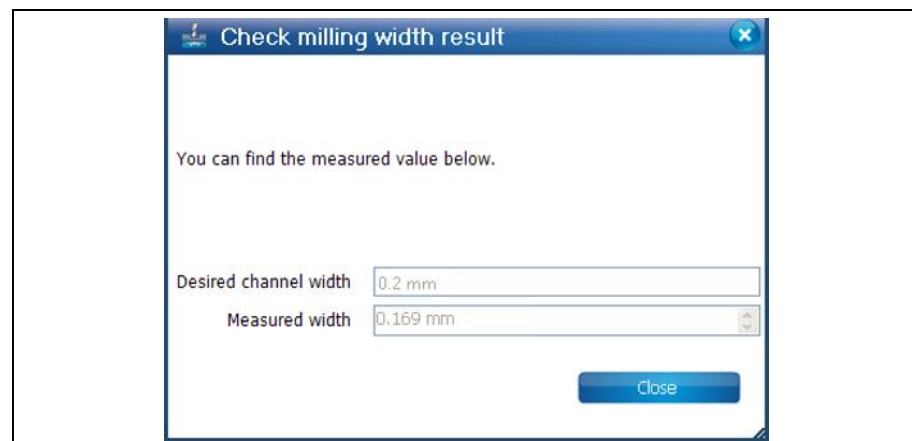 Check milling width result
You can find the measured value below.
Desired channel width 0.2 mm
Measured width 0.169 mm
Close